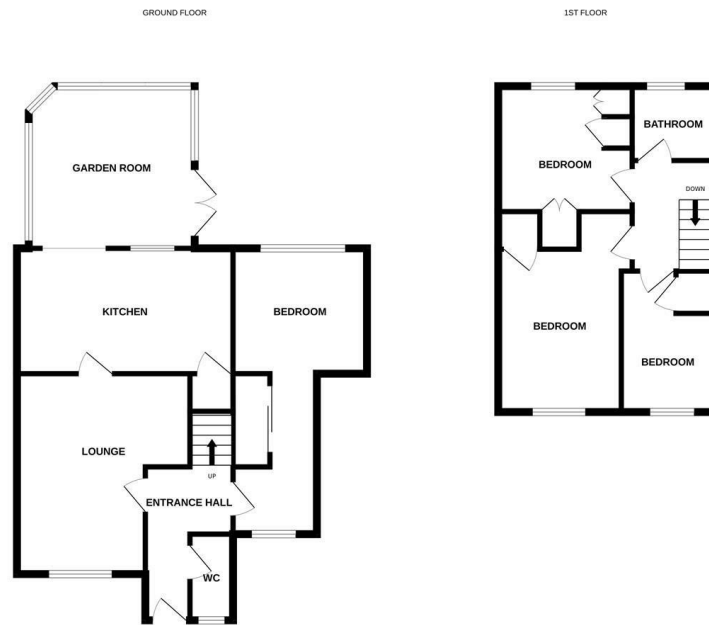 GROUND FLOOR
1ST FLOOR
GARDEN ROOM
KITCHEN
BEDROOM
LOUNGE
UP
ENTRANCE HALL
WC
BATHROOM
BEDROOM
DOWN
BEDROOM
BEDROOM